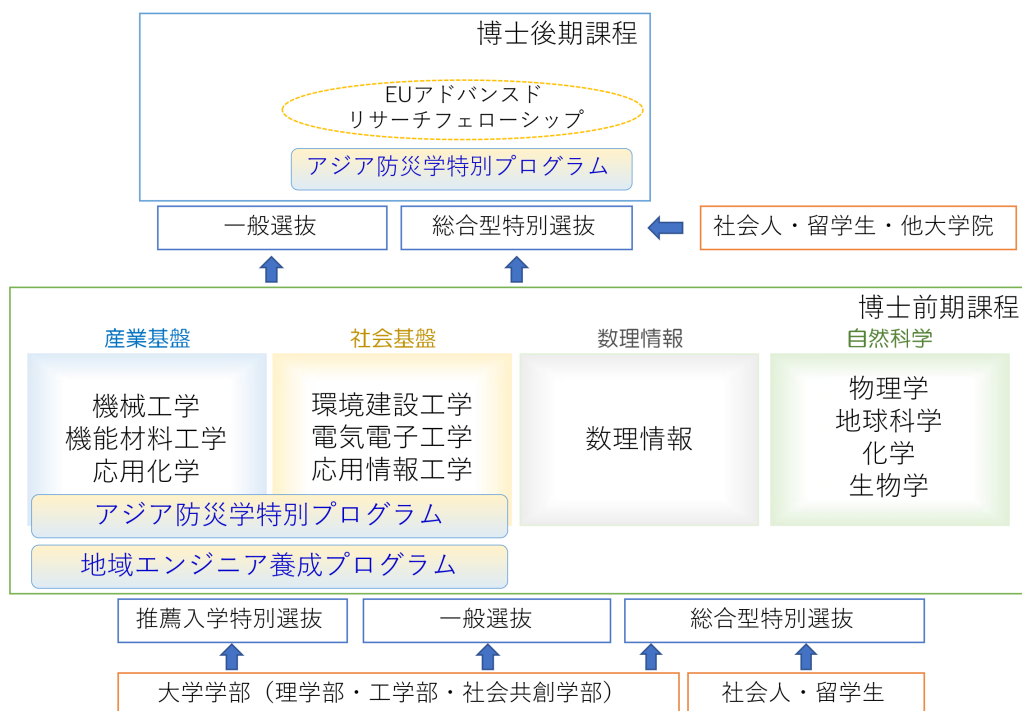 博士後期課程
EUアドバンスド
リサーチフェローシップ
アジア防災学特別プログラム
一般選抜
総合型特別選抜
社会人・留学生・他大学院
博士前期課程
産業基盤
社会基盤
数理情報
自然科学
機械工学
機能材料工学
応用化学
環境建設工学
電気電子工学
応用情報工学
数理情報
物理学
地球科学
化学
生物学
アジア防災学特別プログラム
地域エンジニア養成プログラム
推薦入学特別選抜
一般選抜
総合型特別選抜
大学学部（理学部・工学部・社会共創学部）
社会人・留学生